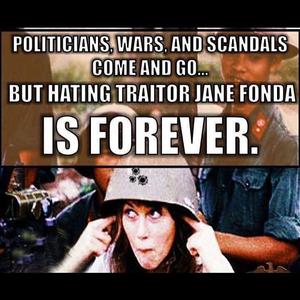 POLITICIANS, WARS, AND SCANDALS
COME AND GO...
BUT HATING TRAITOR JANE FONDA
IS FOREVER.